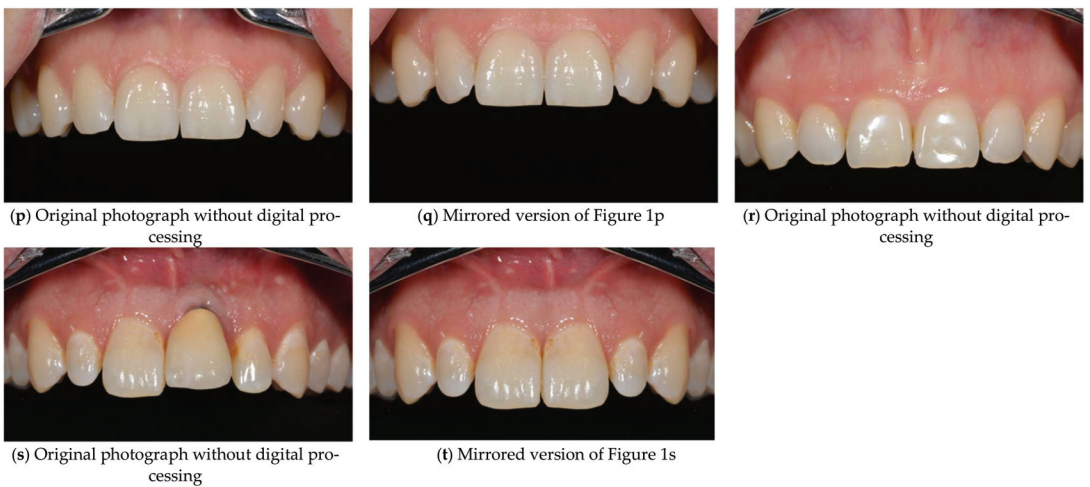 (p) Original photograph without digital pro-
cessing
(q) Mirrored version of Figure 1p
(r) Original photograph without digital pro-
cessing
(s) Original photograph without digital pro-
cessing
(t) Mirrored version of Figure 1s